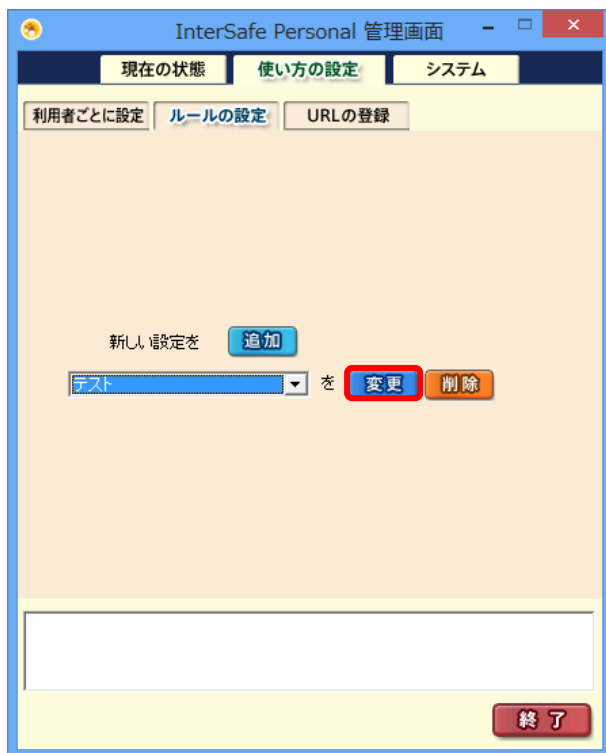 InterSafe Personal 管理画面
現在の状態 使い方の設定 システム
利用者ごとに設定 ルールの設定 URLの登録
新しい設定を 追加
テスト を 変更 削除
終了